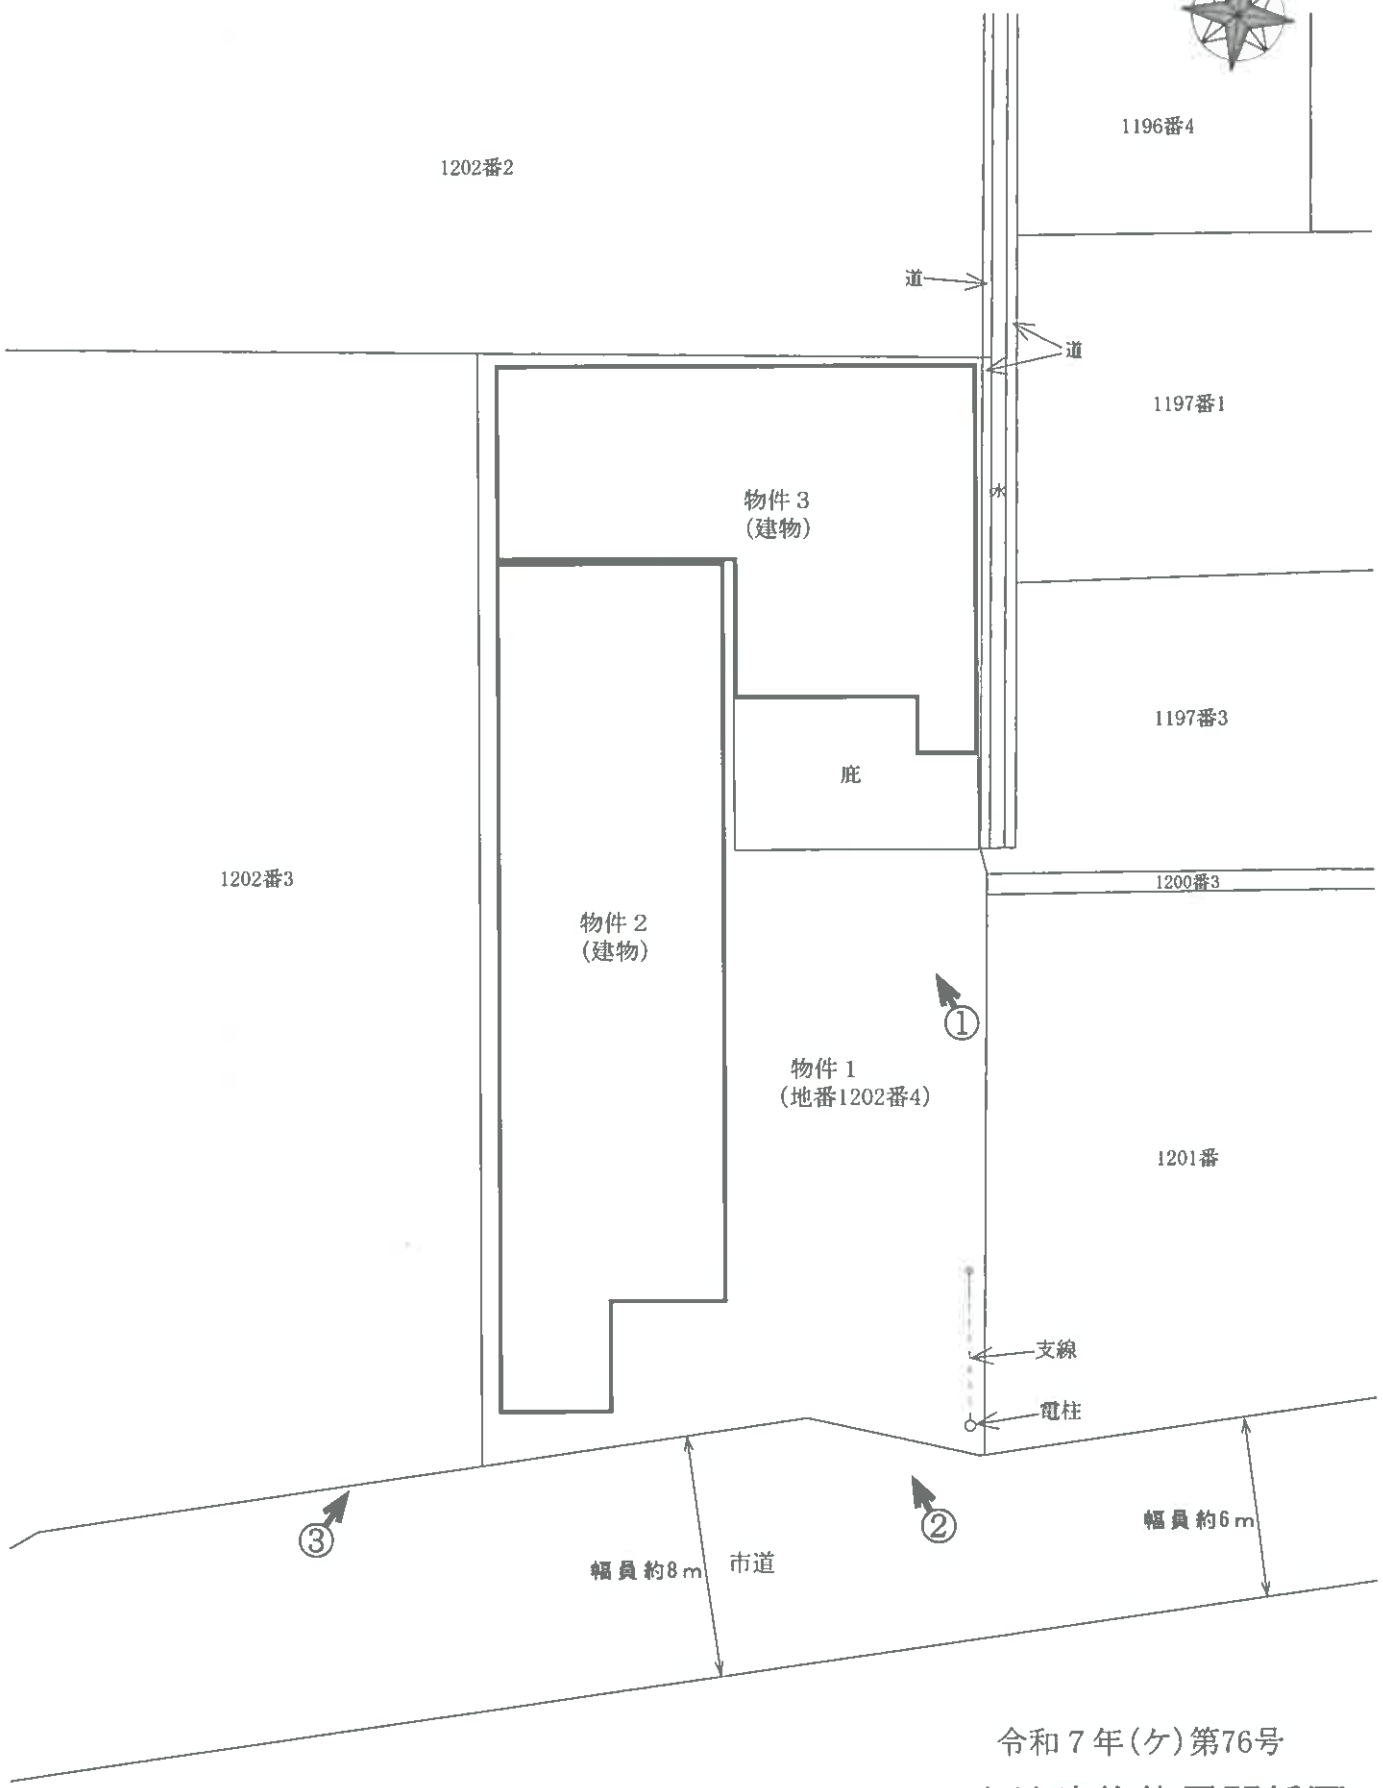 1196番4
1202番2
道
道
1197番1
水
物件3
(建物)
1197番3
庇
1202番3
1200番3
物件2
(建物)
①
物件1
(地番1202番4)
1201番
支線
電柱
③
②
幅員約6m
幅員約8m
市道
令和7年(ケ)第76号